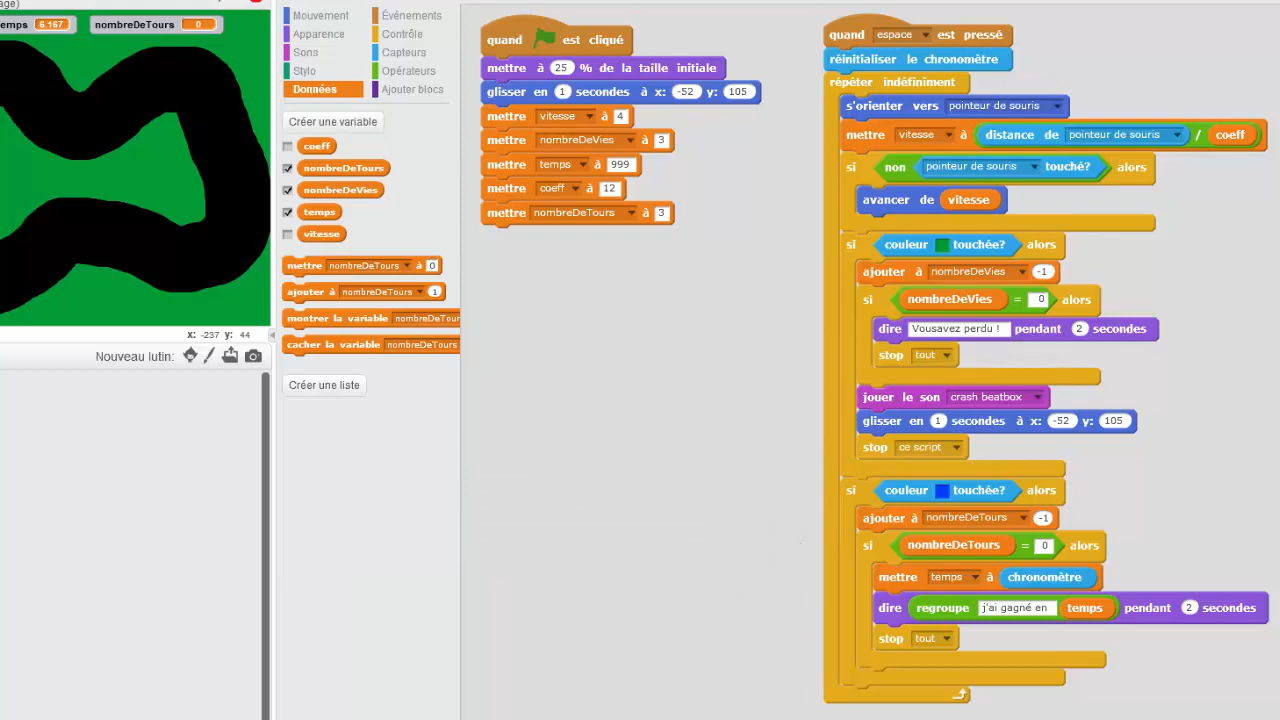 age)
temps 6.167 nombreDeTours 0
x: -237 y: 44
Nouveau lutin:
Mouvement Événements
Apparence Contrôle
Sons Capteurs
Stylo Opérateurs
Données Ajouter blocs
Créer une variable
coeff
nombreDeTours
nombreDeVies
temps
vitesse
mettre nombreDeTours à 0
ajouter à nombreDeTours 1
montrer la variable nombreDeTour
cacher la variable nombreDeTours
Créer une liste
quand est cliqué
mettre à 25 % de la taille initiale
glisser en 1 secondes à x: -52 y: 105
mettre vitesse à 4
mettre nombreDeVies à 3
mettre temps à 999
mettre coeff à 12
mettre nombreDeTours à 3
quand espace est pressé
réinitialiser le chronomètre
répéter indéfiniment
s'orienter vers pointeur de souris
mettre vitesse à distance de pointeur de souris / coeff
si non pointeur de souris touché? alors
avancer de vitesse
si couleur touchée? alors
ajouter à nombreDeVies -1
si nombreDeVies = 0 alors
dire Vousavez perdu ! pendant 2 secondes
stop tout
jouer le son crash beatbox
glisser en 1 secondes à x: -52 y: 105
stop ce script
si couleur touchée? alors
ajouter à nombreDeTours -1
si nombreDeTours = 0 alors
mettre temps à chronomètre
dire regroupe j'ai gagné en temps pendant 2 secondes
stop tout